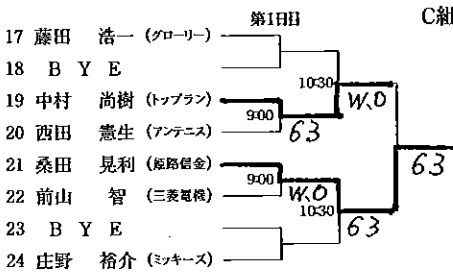 第1日目 C組
17 藤田 浩一 (グローリー)
18 B Y E
10:30 W.O
19 中村 尚樹 (トップラン)
9:00 63
20 西田 憲生 (アンテニス)
63
21 桑田 晃利 (姫路信金)
9:00 W.O
22 前山 智 (三菱電機)
10:30 63
23 B Y E
24 庄野 裕介 (ミッキーズ)